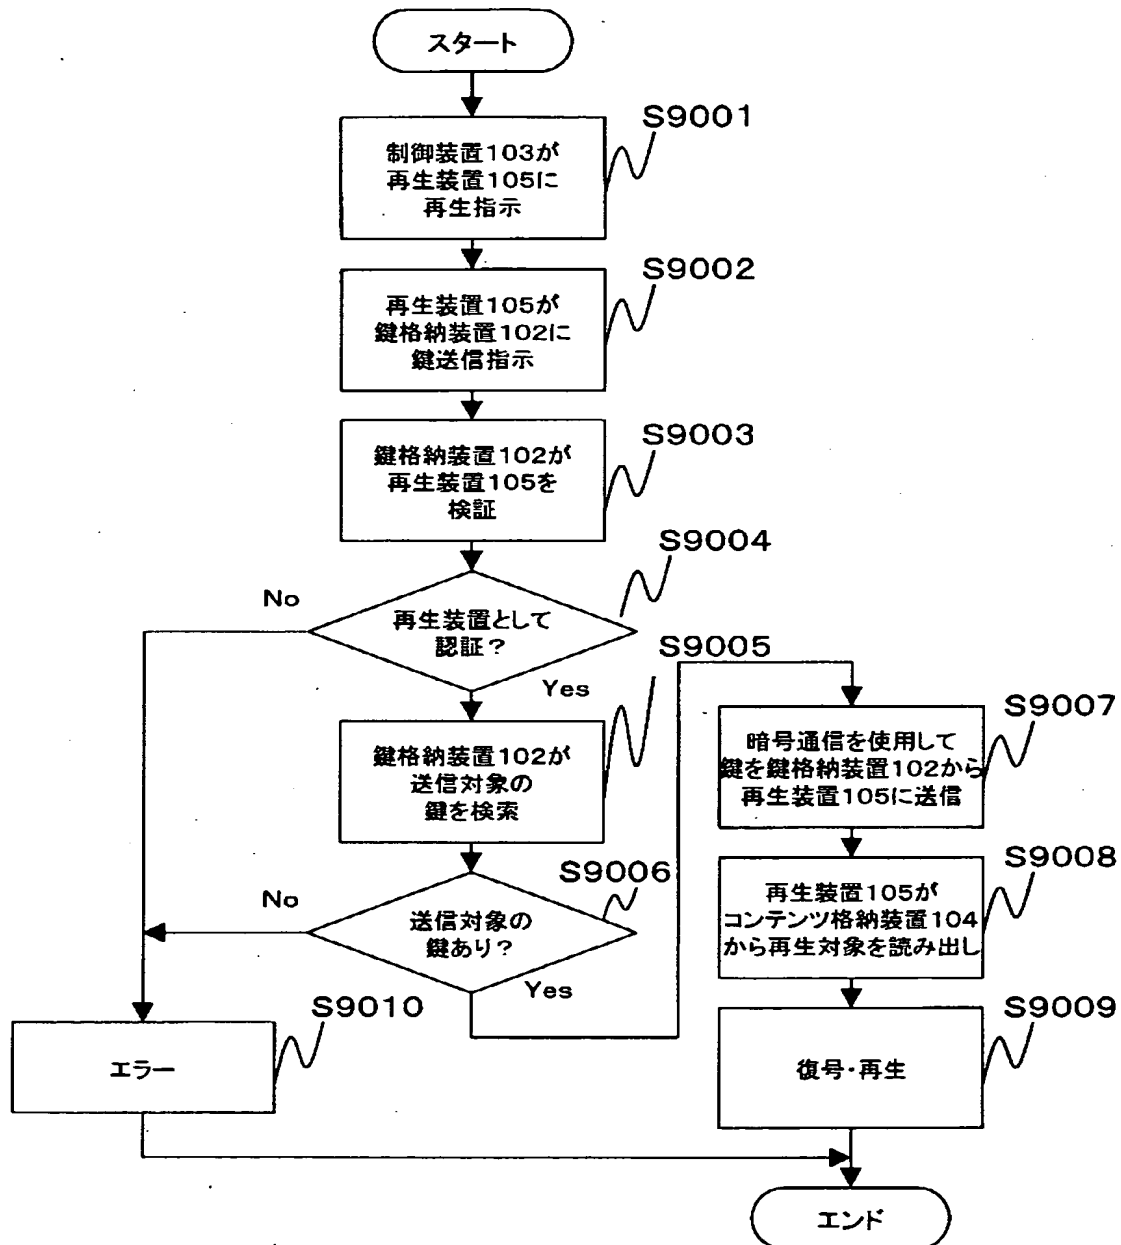 スタート
S9001
制御装置103が
再生装置105に
再生指示
S9002
再生装置105が
鍵格納装置102に
鍵送信指示
S9003
鍵格納装置102が
再生装置105を
検証
S9004
No
再生装置として
認証？
Yes
S9005
鍵格納装置102が
送信対象の
鍵を検索
S9006
No
送信対象の
鍵あり？
Yes
S9007
暗号通信を使用して
鍵を鍵格納装置102から
再生装置105に送信
S9008
再生装置105が
コンテンツ格納装置104
から再生対象を読み出し
S9009
復号・再生
S9010
エラー
エンド